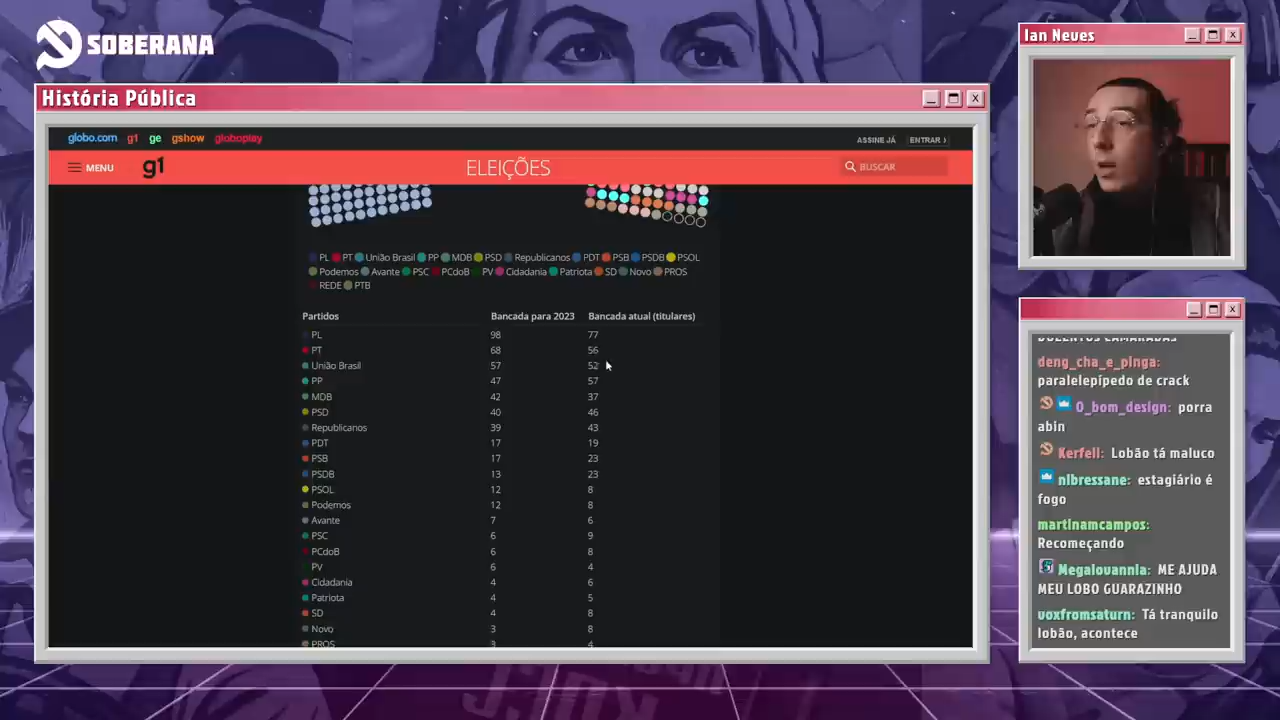 SOBERANA
Ian Neves
História Pública
globo.com g1 ge gshow globoplay
ASSINE JÁ ENTRAR ›
MENU g1 ELEIÇÕES BUSCAR
PL PT União Brasil PP MDB PSD Republicanos PDT PSB PSDB PSOL
Podemos Avante PSC PCdoB PV Cidadania Patriota SD Novo PROS
REDE PTB
Partidos Bancada para 2023 Bancada atual (titulares)
PL 98 77
PT 68 56
União Brasil 57 52
PP 47 57
MDB 42 37
PSD 40 46
Republicanos 39 43
PDT 17 19
PSB 17 23
PSDB 13 23
PSOL 12 8
Podemos 12 8
Avante 7 6
PSC 6 9
PCdoB 6 8
PV 6 4
Cidadania 4 6
Patriota 4 5
SD 4 8
Novo 3 8
PROS 3 4
DOCENTOS CAMARADAS
deng_cha_e_pinga:
paralelepípedo de crack
O_bom_design: porra
abin
Kerfell: Lobão tá maluco
nlbressane: estagiário é
fogo
martinamcampos:
Recomeçando
Megalovannia: ME AJUDA
MEU LOBO GUARAZINHO
voxfromsaturn: Tá tranquilo
lobão, acontece